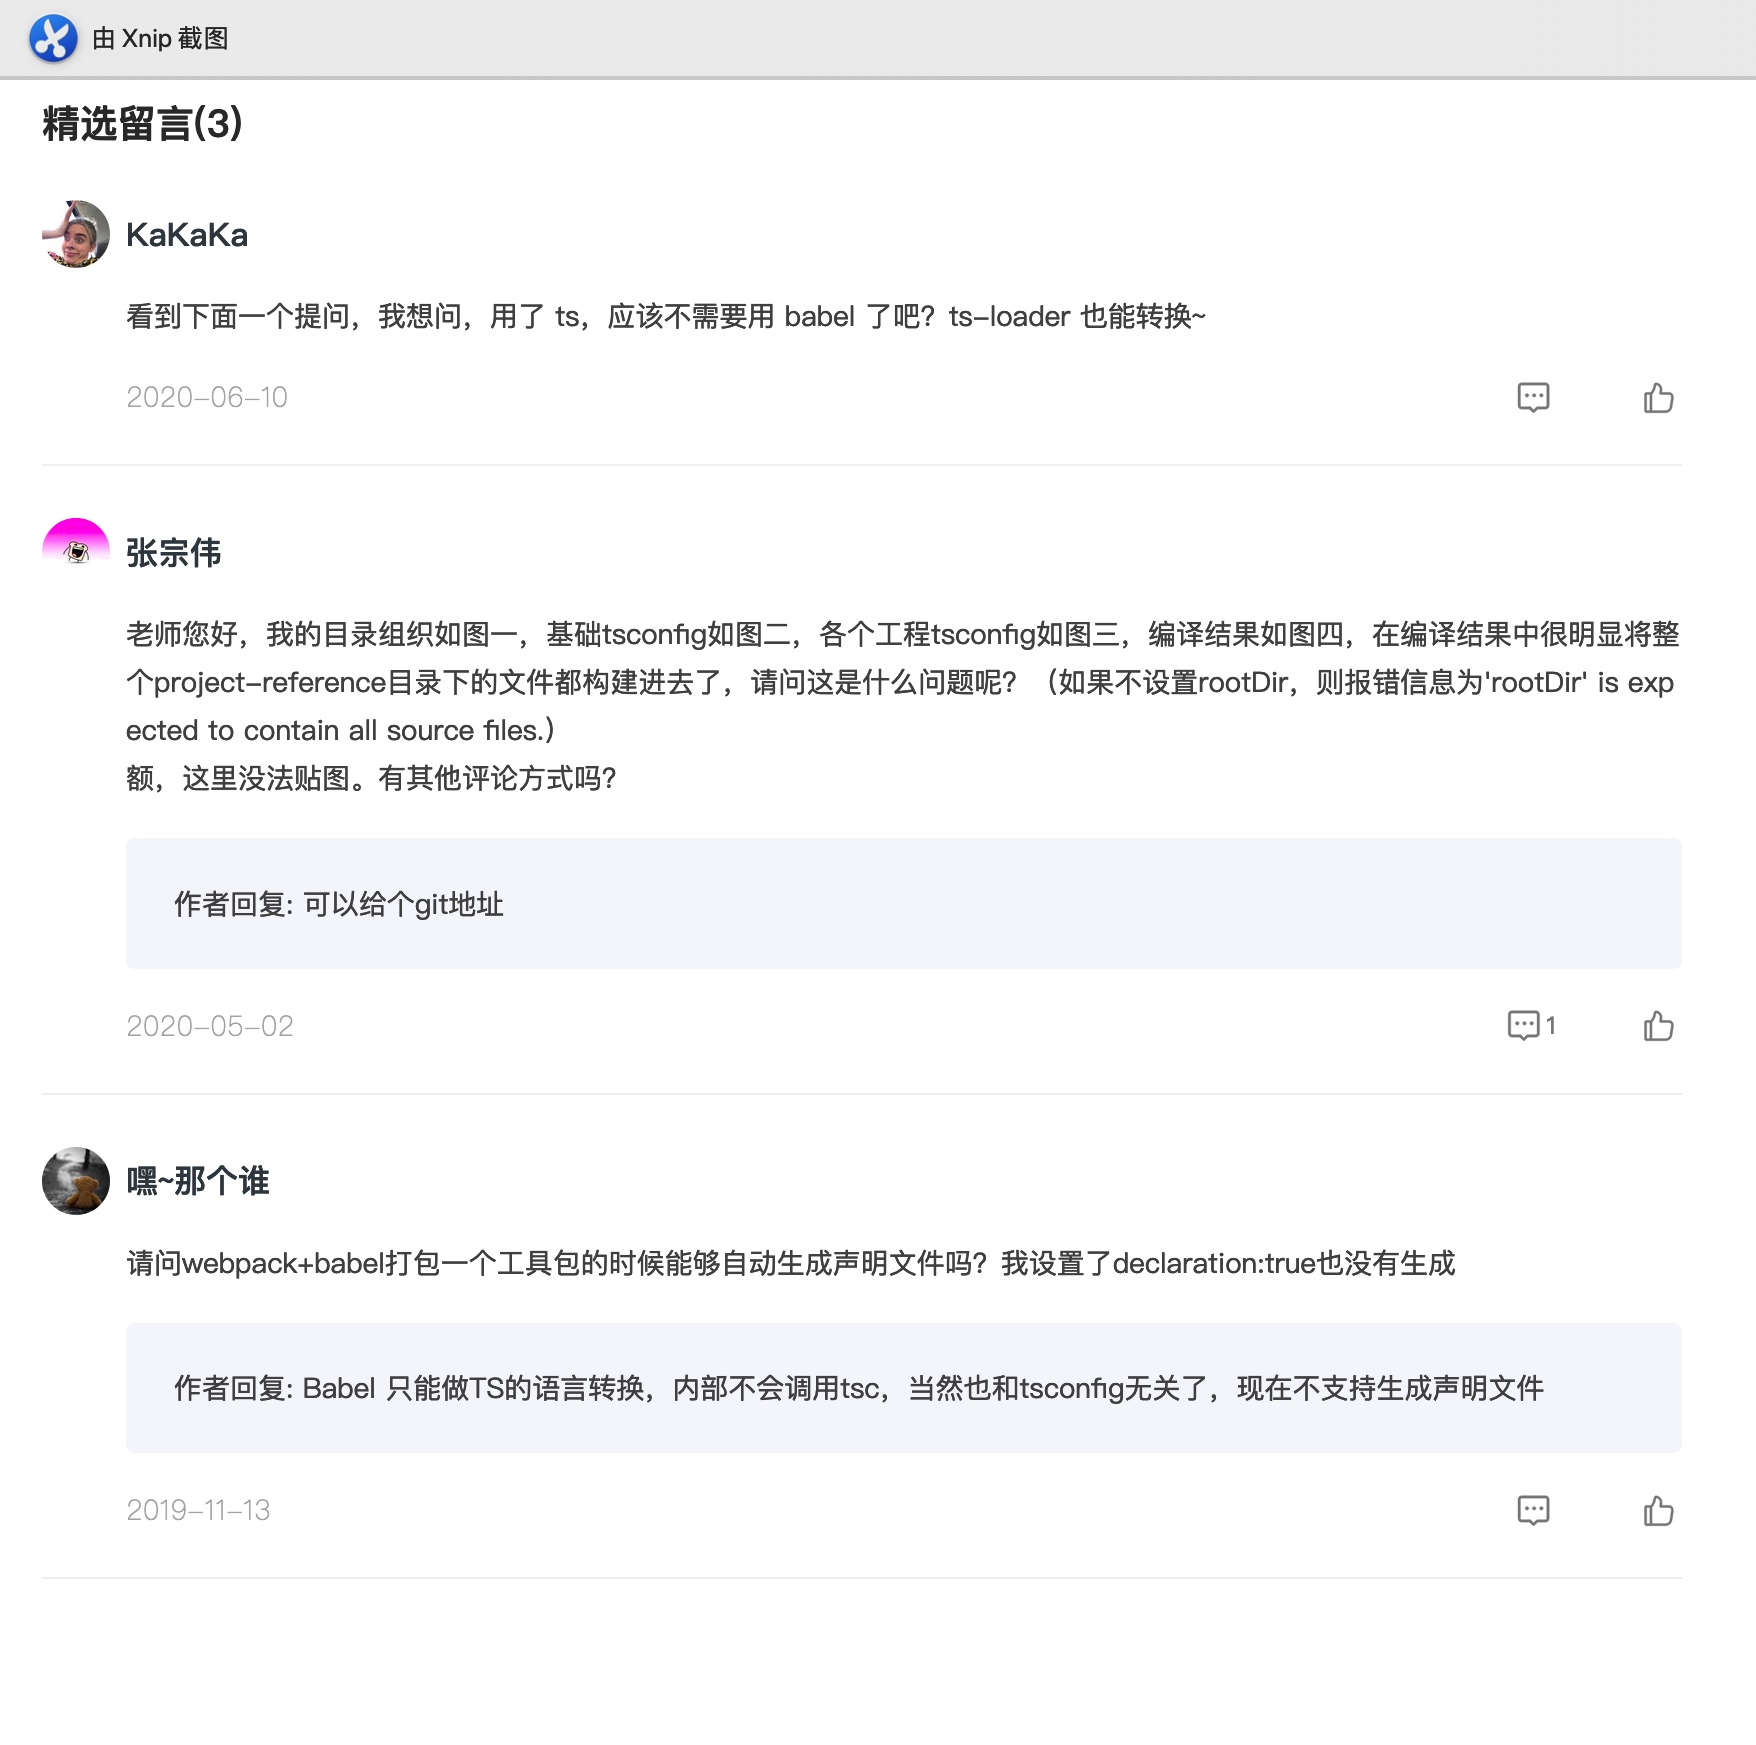 由 Xnip 截图
精选留言(3)
KaKaKa
看到下面一个提问，我想问，用了 ts，应该不需要用 babel 了吧？ts-loader 也能转换~
2020-06-10
张宗伟
老师您好，我的目录组织如图一，基础tsconfig如图二，各个工程tsconfig如图三，编译结果如图四，在编译结果中很明显将整
个project-reference目录下的文件都构建进去了，请问这是什么问题呢？（如果不设置rootDir，则报错信息为'rootDir' is exp
ected to contain all source files.）
额，这里没法贴图。有其他评论方式吗？
作者回复: 可以给个git地址
2020-05-02
1
嘿~那个谁
请问webpack+babel打包一个工具包的时候能够自动生成声明文件吗？我设置了declaration:true也没有生成
作者回复: Babel 只能做TS的语言转换，内部不会调用tsc，当然也和tsconfig无关了，现在不支持生成声明文件
2019-11-13